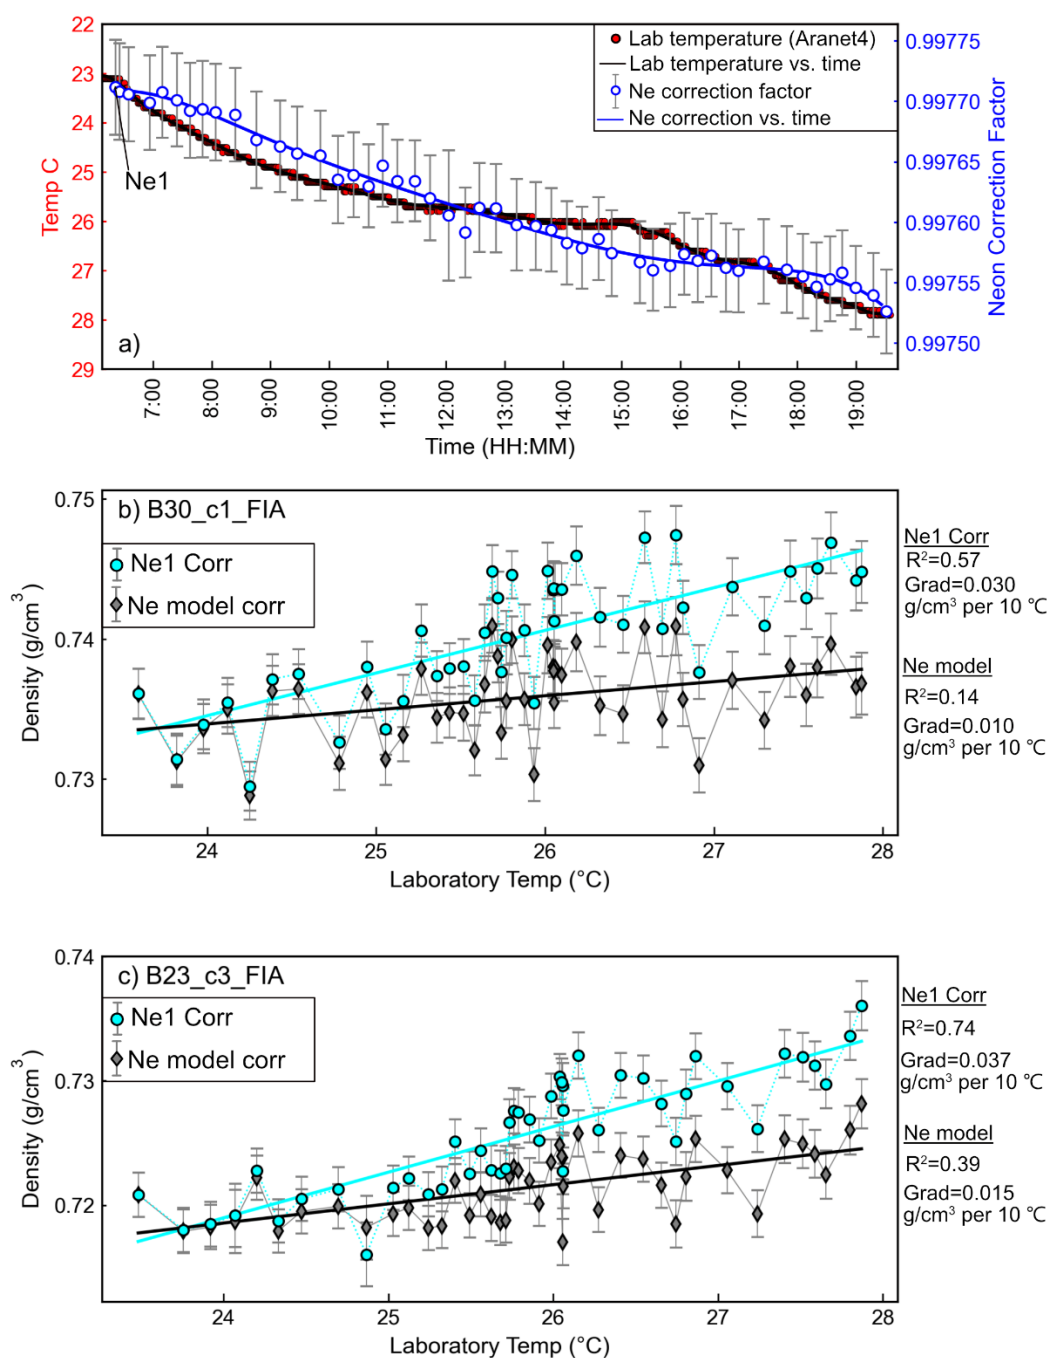 22
23
24
25
26
27
28
29
Temp C
Lab temperature (Aranet4)
Lab temperature vs. time
Ne correction factor
Ne correction vs. time
Ne1
a)
0.99775
0.99770
0.99765
0.99760
0.99755
0.99750
Neon Correction Factor
7:00
8:00
9:00
10:00
11:00
12:00
13:00
14:00
15:00
16:00
17:00
18:00
19:00
Time (HH:MM)
b) B30_c1_FIA
Ne1 Corr
Ne model corr
0.75
0.74
0.73
Density (g/cm³)
Ne1 Corr
R²=0.57
Grad=0.030
g/cm³ per 10 ℃
Ne model
R²=0.14
Grad=0.010
g/cm³ per 10 ℃
24
25
26
27
28
Laboratory Temp (°C)
c) B23_c3_FIA
Ne1 Corr
Ne model corr
0.74
0.73
0.72
Density (g/cm³)
Ne1 Corr
R²=0.74
Grad=0.037
g/cm³ per 10 ℃
Ne model
R²=0.39
Grad=0.015
g/cm³ per 10 ℃
24
25
26
27
28
Laboratory Temp (°C)